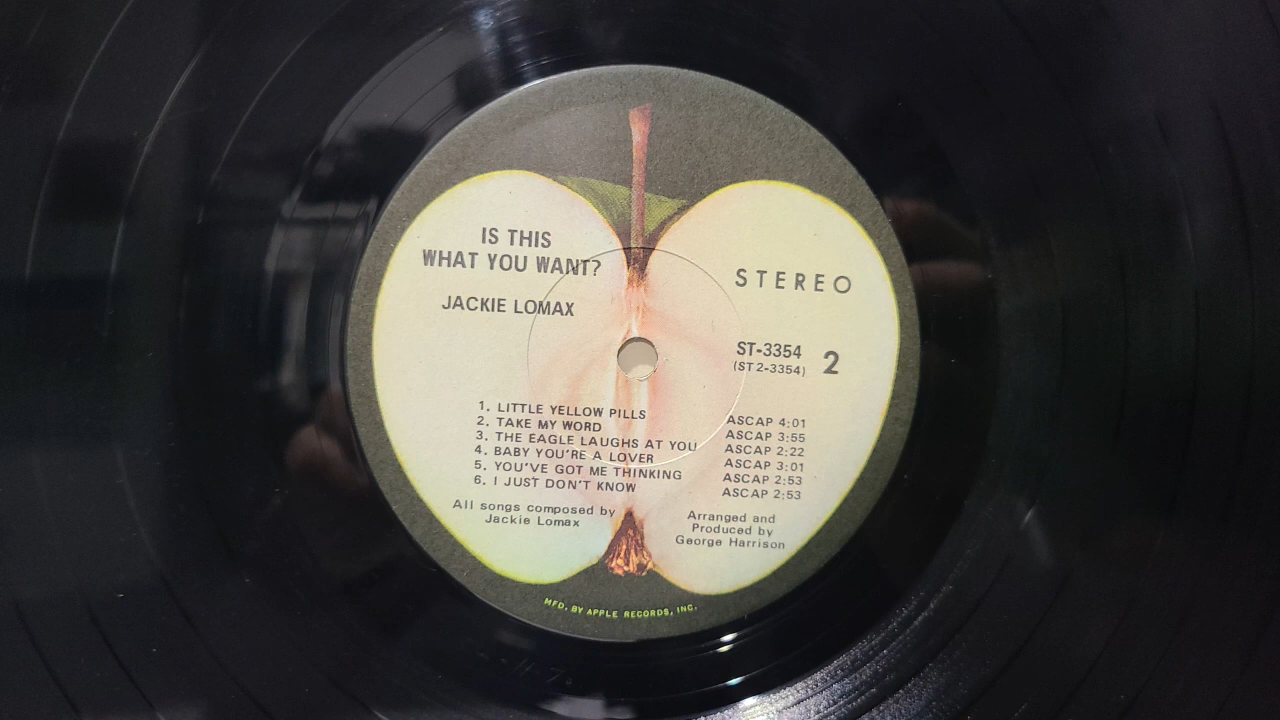 IS THIS
WHAT YOU WANT?
JACKIE LOMAX
STEREO
ST-3354
(ST 2-3354)
2
1. LITTLE YELLOW PILLS ASCAP 4:01
2. TAKE MY WORD ASCAP 3:55
3. THE EAGLE LAUGHS AT YOU ASCAP 2:22
4. BABY YOU'RE A LOVER ASCAP 3:01
5. YOU'VE GOT ME THINKING ASCAP 2:53
6. I JUST DON'T KNOW ASCAP 2:53
All songs composed by
Jackie Lomax
Arranged and
Produced by
George Harrison
MFD. BY APPLE RECORDS, INC.